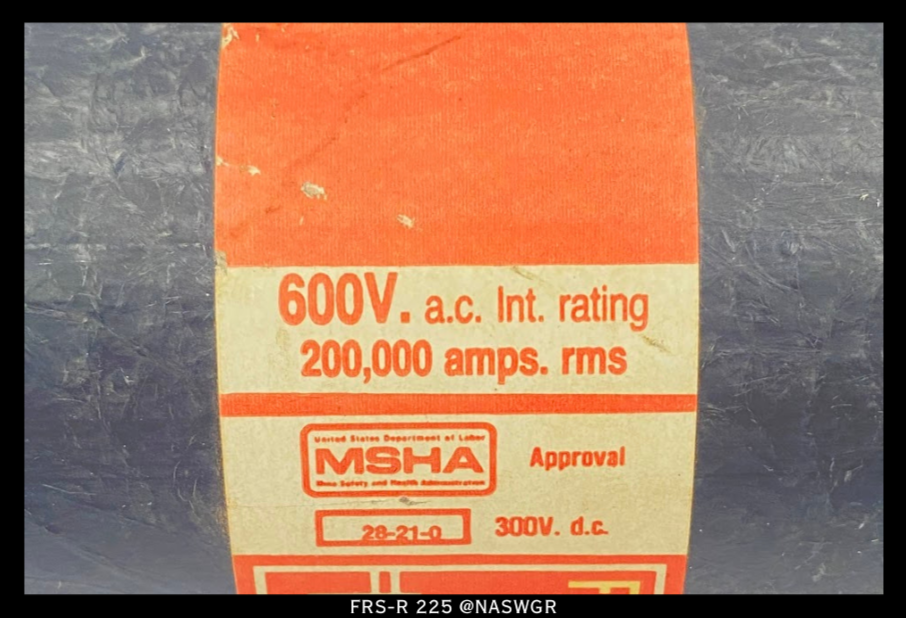 600V. a.c. Int. rating
200,000 amps. rms
United States Department of Labor
MSHA
Mine Safety and Health Administration
Approval
28-21-0
300V. d.c.
FRS-R 225 @NASWGR